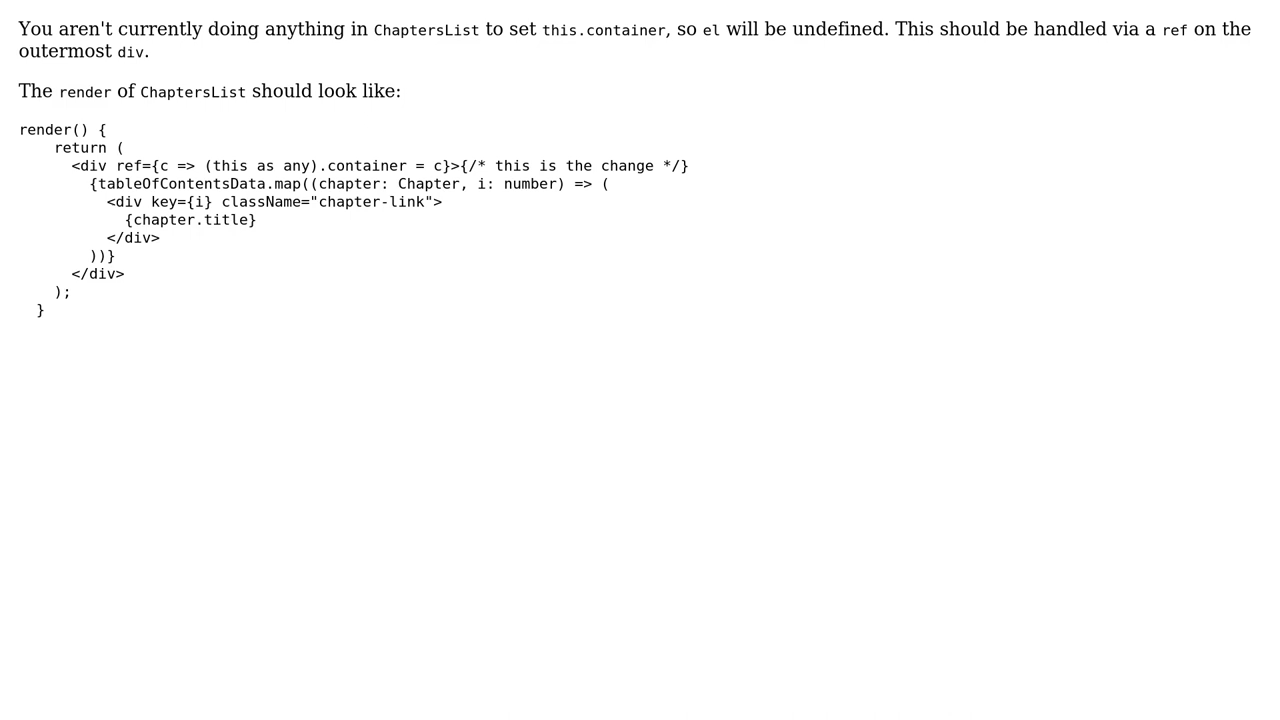 You aren't currently doing anything in ChaptersList to set this.container, so el will be undefined. This should be handled via a ref on the
outermost div.
The render of ChaptersList should look like:
render() {
    return (
      <div ref={c => (this as any).container = c}>{/* this is the change */}
        {tableOfContentsData.map((chapter: Chapter, i: number) => (
          <div key={i} className="chapter-link">
            {chapter.title}
          </div>
        ))}
      </div>
    );
  }